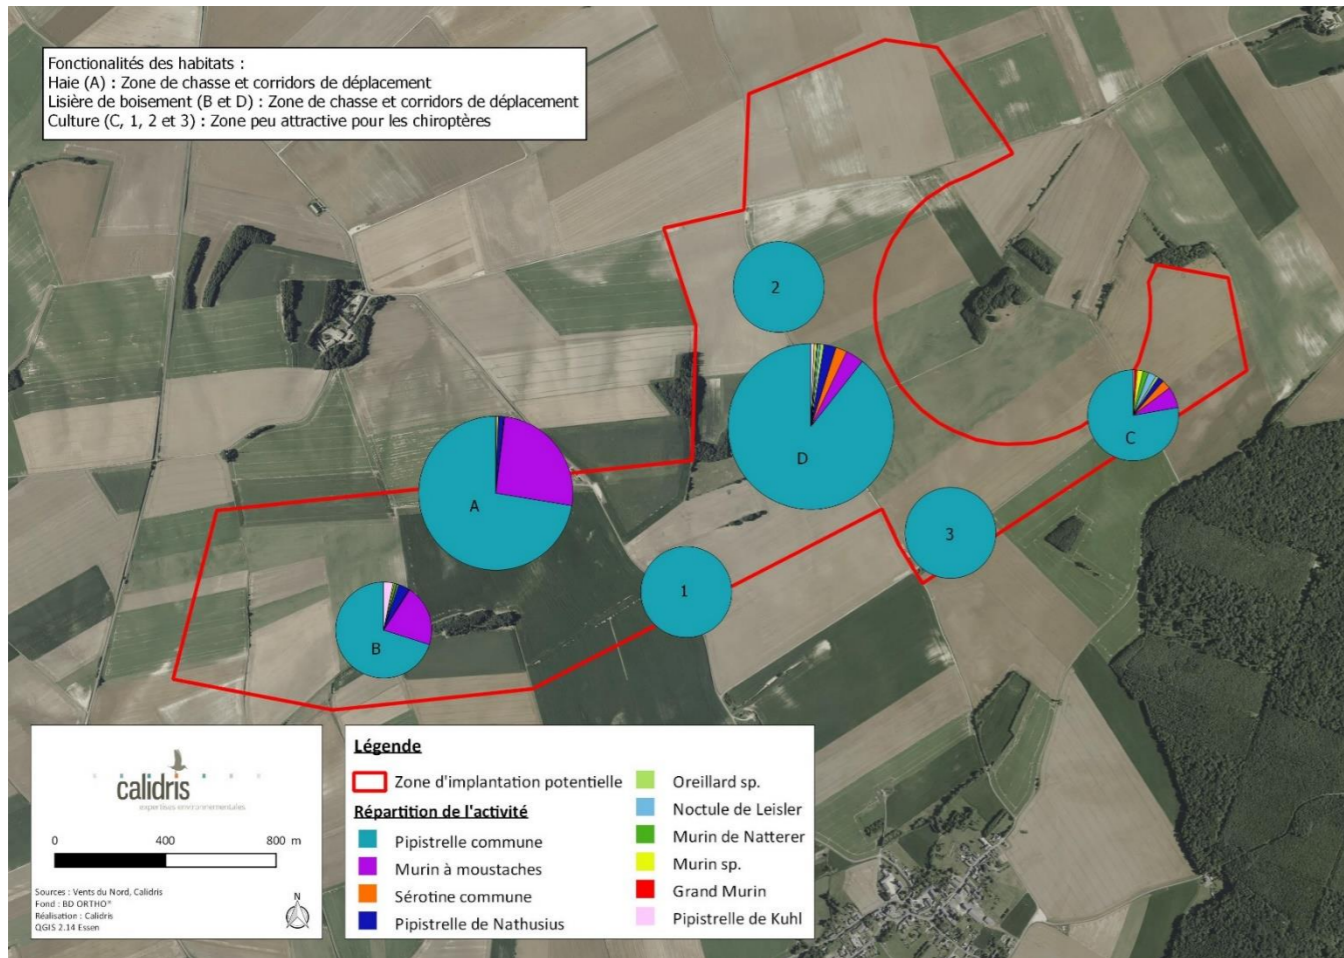 Fonctionalités des habitats :
Haie (A) : Zone de chasse et corridors de déplacement
Lisière de boisement (B et D) : Zone de chasse et corridors de déplacement
Culture (C, 1, 2 et 3) : Zone peu attractive pour les chiroptères
2
D
C
A
3
1
B
calidris
expertises environnementales
0 400 800 m
Sources : Vents du Nord, Calidris
Fond : BD ORTHO®
Réalisation : Calidris
QGIS 2.14 Essen
N
Légende
Zone d'implantation potentielle
Répartition de l'activité
Pipistrelle commune
Murin à moustaches
Sérotine commune
Pipistrelle de Nathusius
Oreillard sp.
Noctule de Leisler
Murin de Natterer
Murin sp.
Grand Murin
Pipistrelle de Kuhl